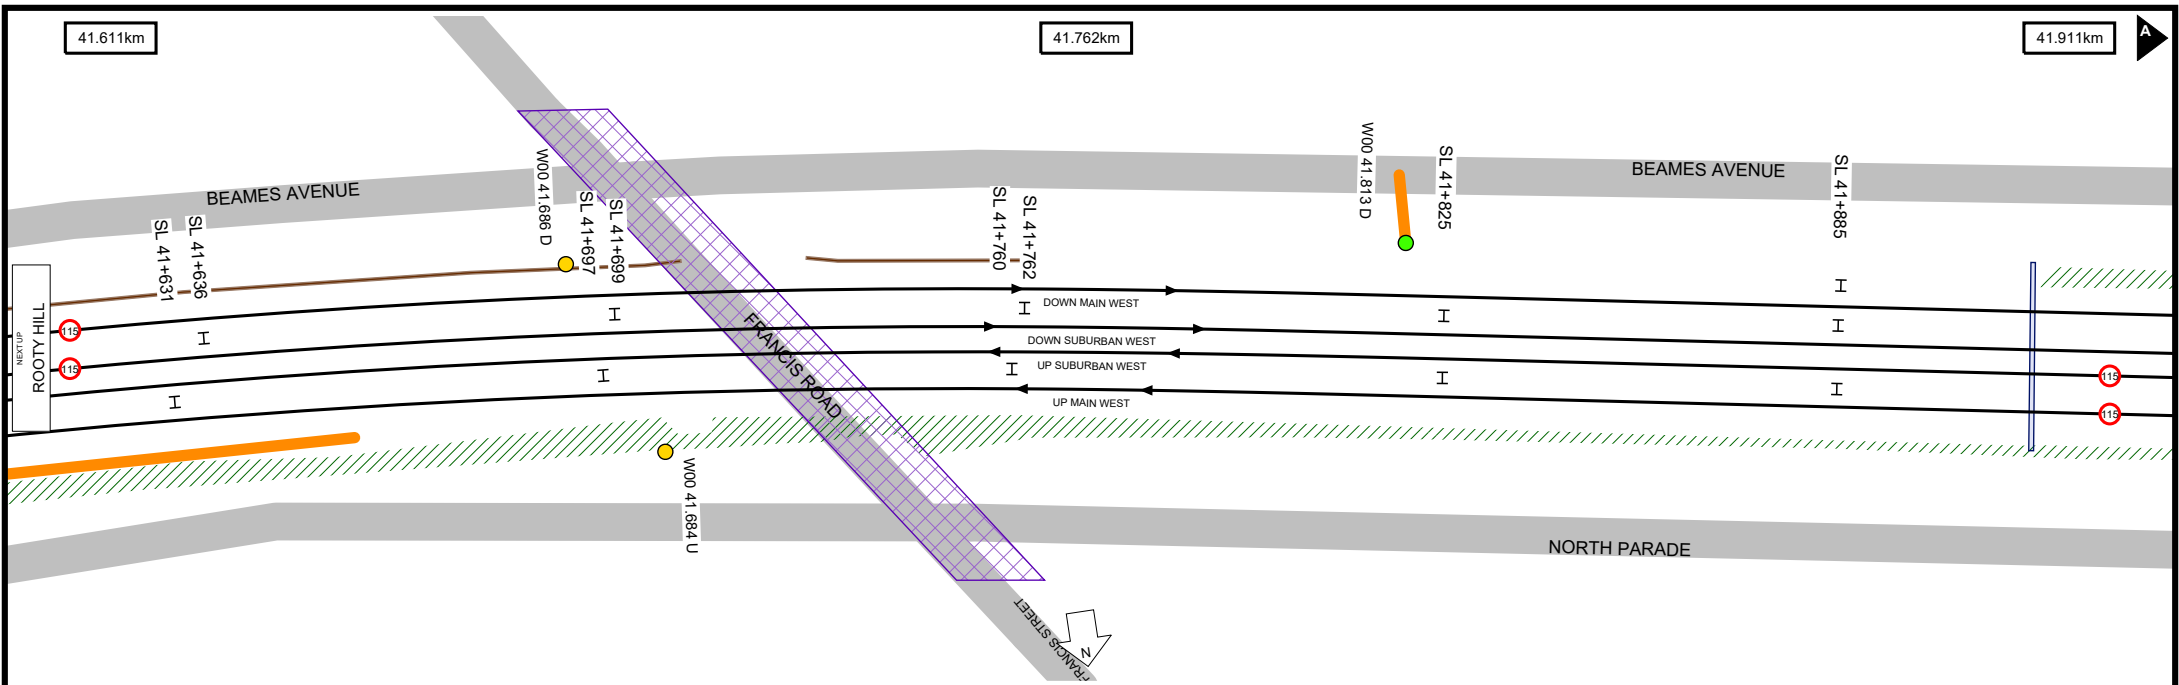 41.611km
41.762km
41.911km
A
BEAMES AVENUE
BEAMES AVENUE
SL 41+631
SL 41+636
W00 41.686 D
SL 41+697
SL 41+699
SL 41+760
SL 41+762
W00 41.813 D
SL 41+825
SL 41+885
NEXT UP
ROOTY HILL
115
115
DOWN MAIN WEST
DOWN SUBURBAN WEST
UP SUBURBAN WEST
UP MAIN WEST
115
115
FRANCIS ROAD
W00 41.684 U
NORTH PARADE
FRANCIS STREET
FRANCIS
N